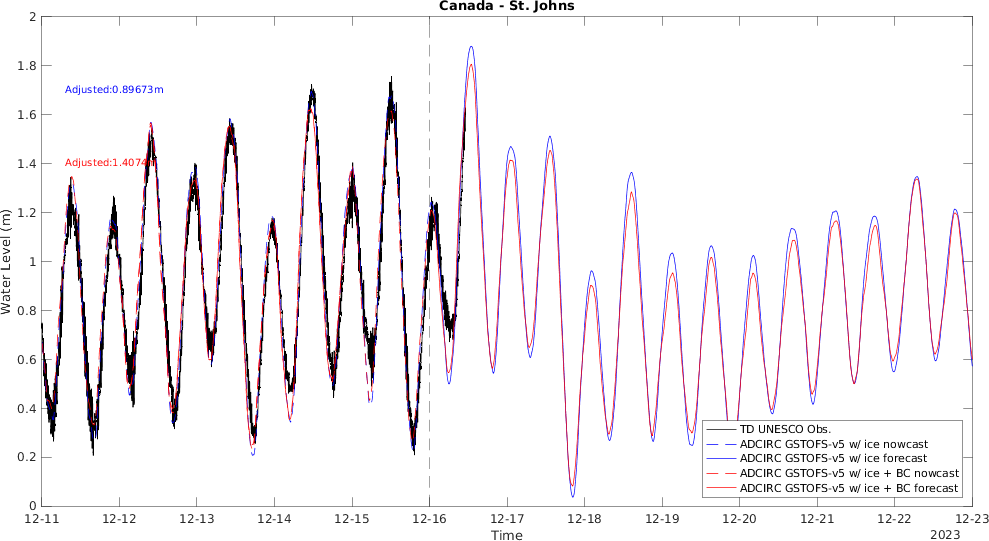 Canada - St. Johns
2
1.8
1.6
1.4
1.2
1
0.8
0.6
0.4
0.2
0
Water Level (m)
Adjusted:0.89673m
Adjusted:1.4074m
TD UNESCO Obs.
ADCIRC GSTOFS-v5 w/ ice nowcast
ADCIRC GSTOFS-v5 w/ ice forecast
ADCIRC GSTOFS-v5 w/ ice + BC nowcast
ADCIRC GSTOFS-v5 w/ ice + BC forecast
12-11 12-12 12-13 12-14 12-15 12-16 12-17 12-18 12-19 12-20 12-21 12-22 12-23
Time
2023